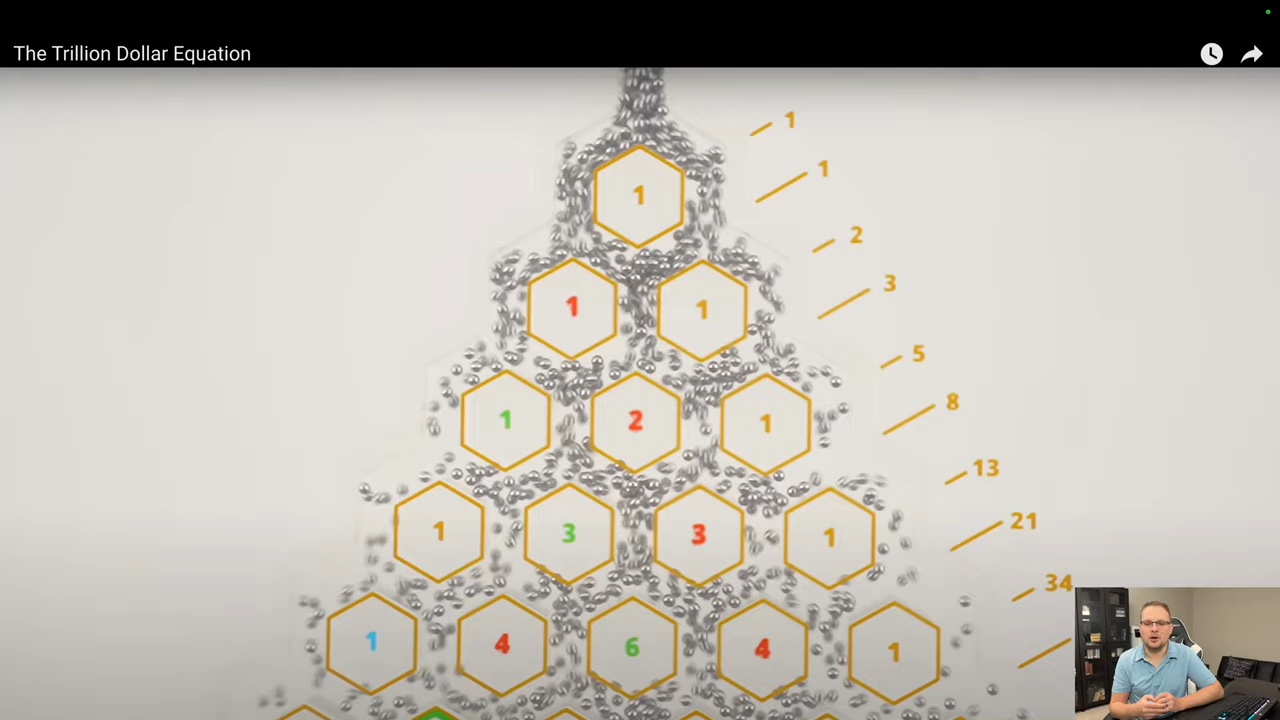 The Trillion Dollar Equation
1
1
1
2
1 1
3
5
1 2 1
8
13
1 3 3 1
21
34
1 4 6 4 1